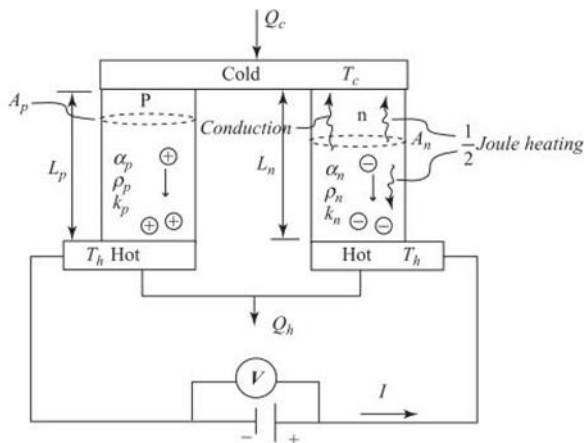 Q_c
Cold T_c
A_p
P
n
Conduction
A_n
1/2 Joule heating
L_p
L_n
α_p
ρ_p
k_p
α_n
ρ_n
k_n
+
+ +
−
− −
T_h Hot
Hot T_h
Q_h
V
I
− +